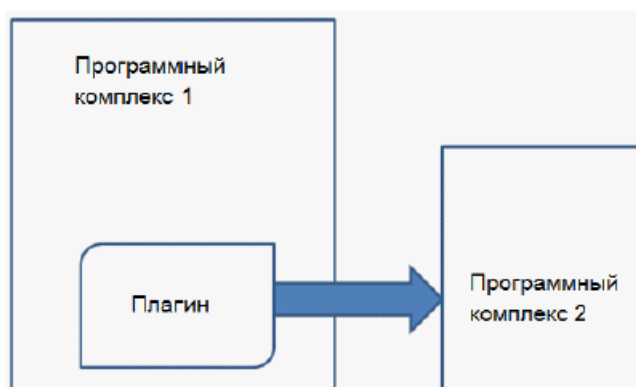 Программный
комплекс 1
Плагин
Программный
комплекс 2